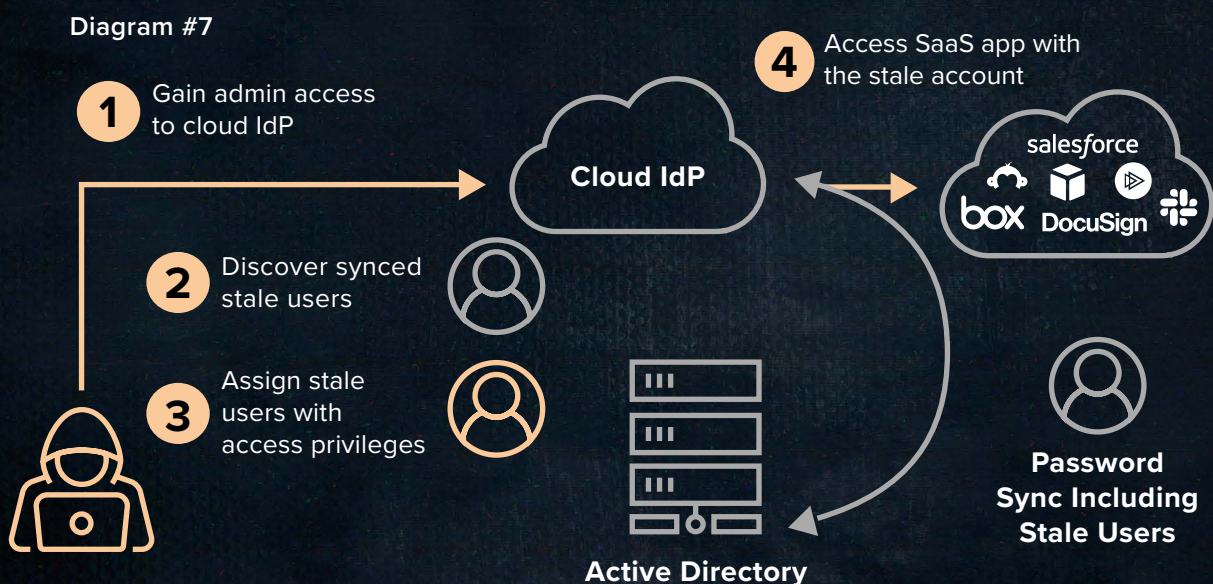 Diagram #7
1
Gain admin access
to cloud IdP
2
Discover synced
stale users
3
Assign stale
users with
access privileges
Cloud IdP
4
Access SaaS app with
the stale account
salesforce
box
DocuSign
Active Directory
Password
Sync Including
Stale Users